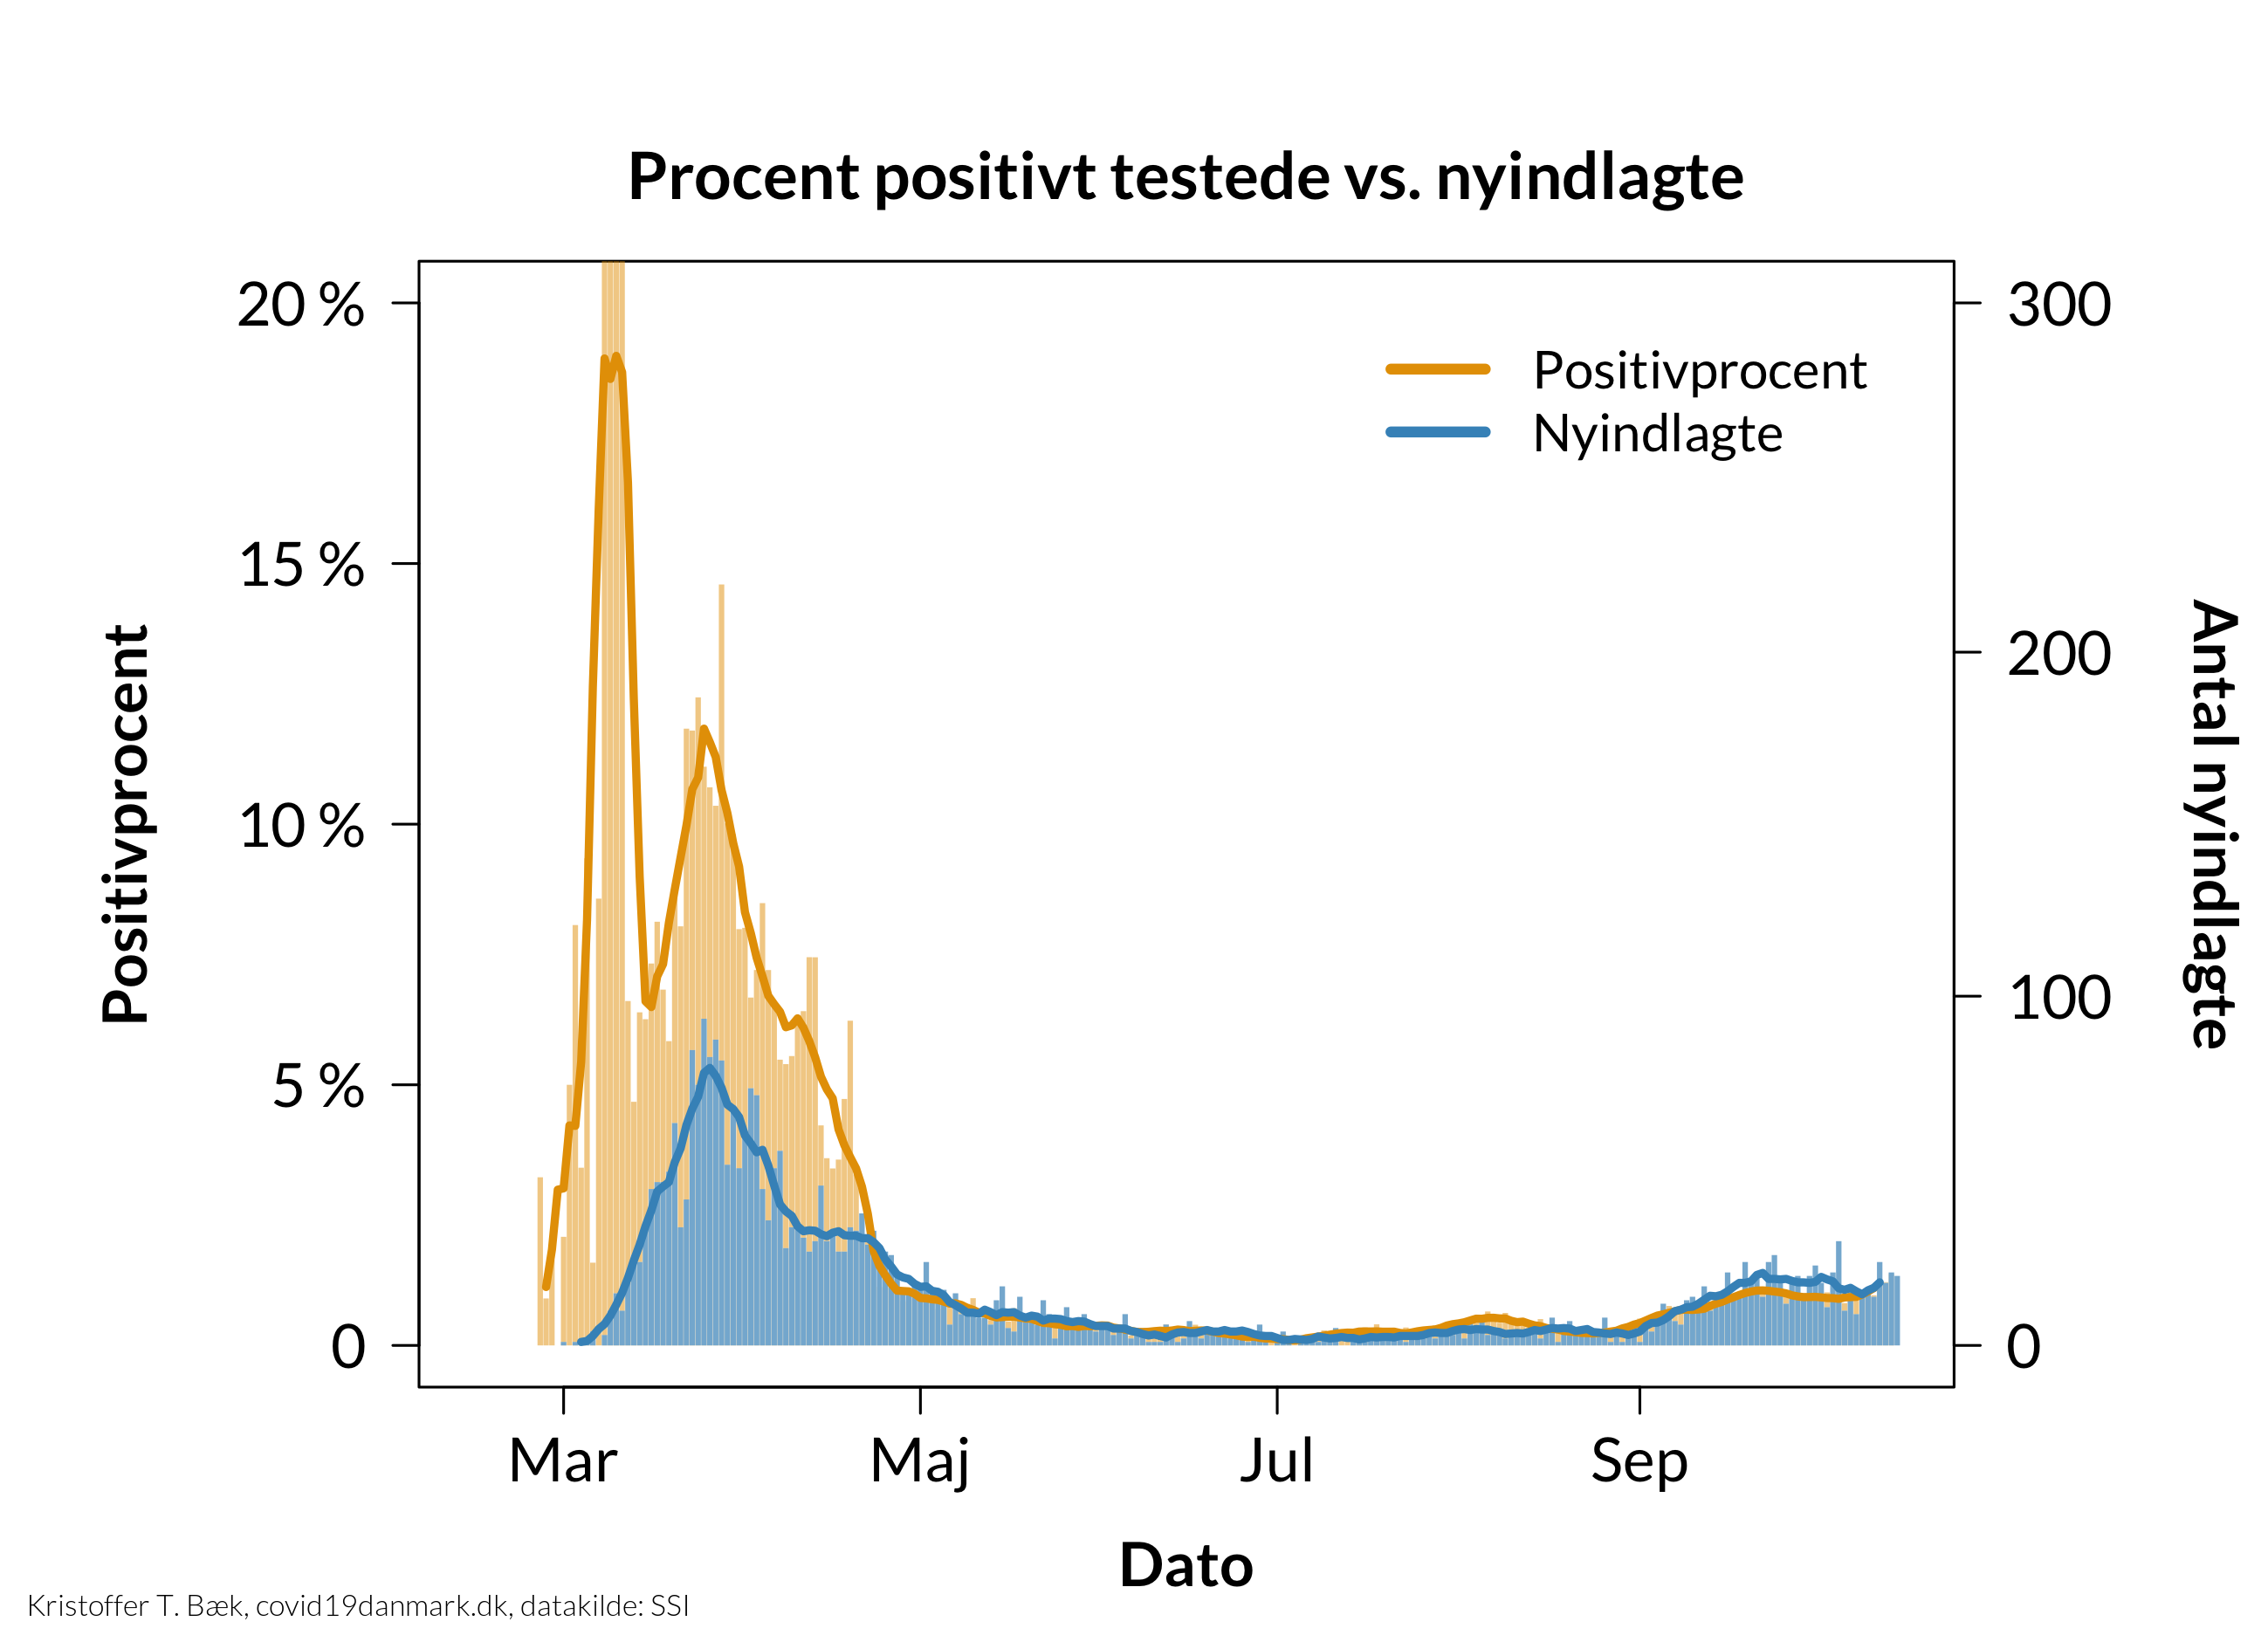 Procent positivt testede vs. nyindlagte
20 %
15 %
10 %
5 %
0
Positivprocent
Positivprocent
Nyindlagte
300
200
100
0
Antal nyindlagte
Mar
Maj
Jul
Sep
Dato
Kristoffer T. Bæk, covid19danmark.dk, datakilde: SSI